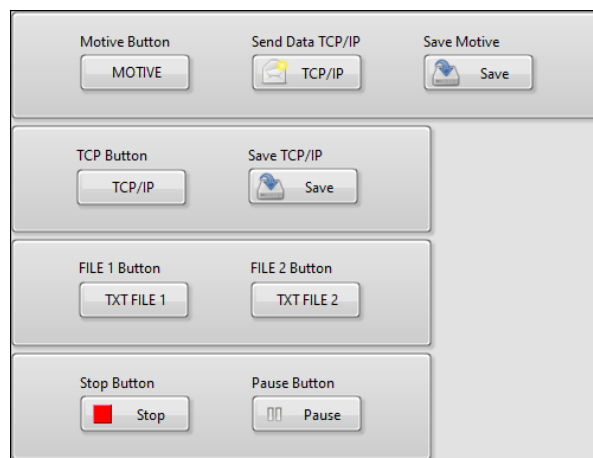 Motive Button Send Data TCP/IP Save Motive
MOTIVE TCP/IP Save
TCP Button Save TCP/IP
TCP/IP Save
FILE 1 Button FILE 2 Button
TXT FILE 1 TXT FILE 2
Stop Button Pause Button
Stop Pause